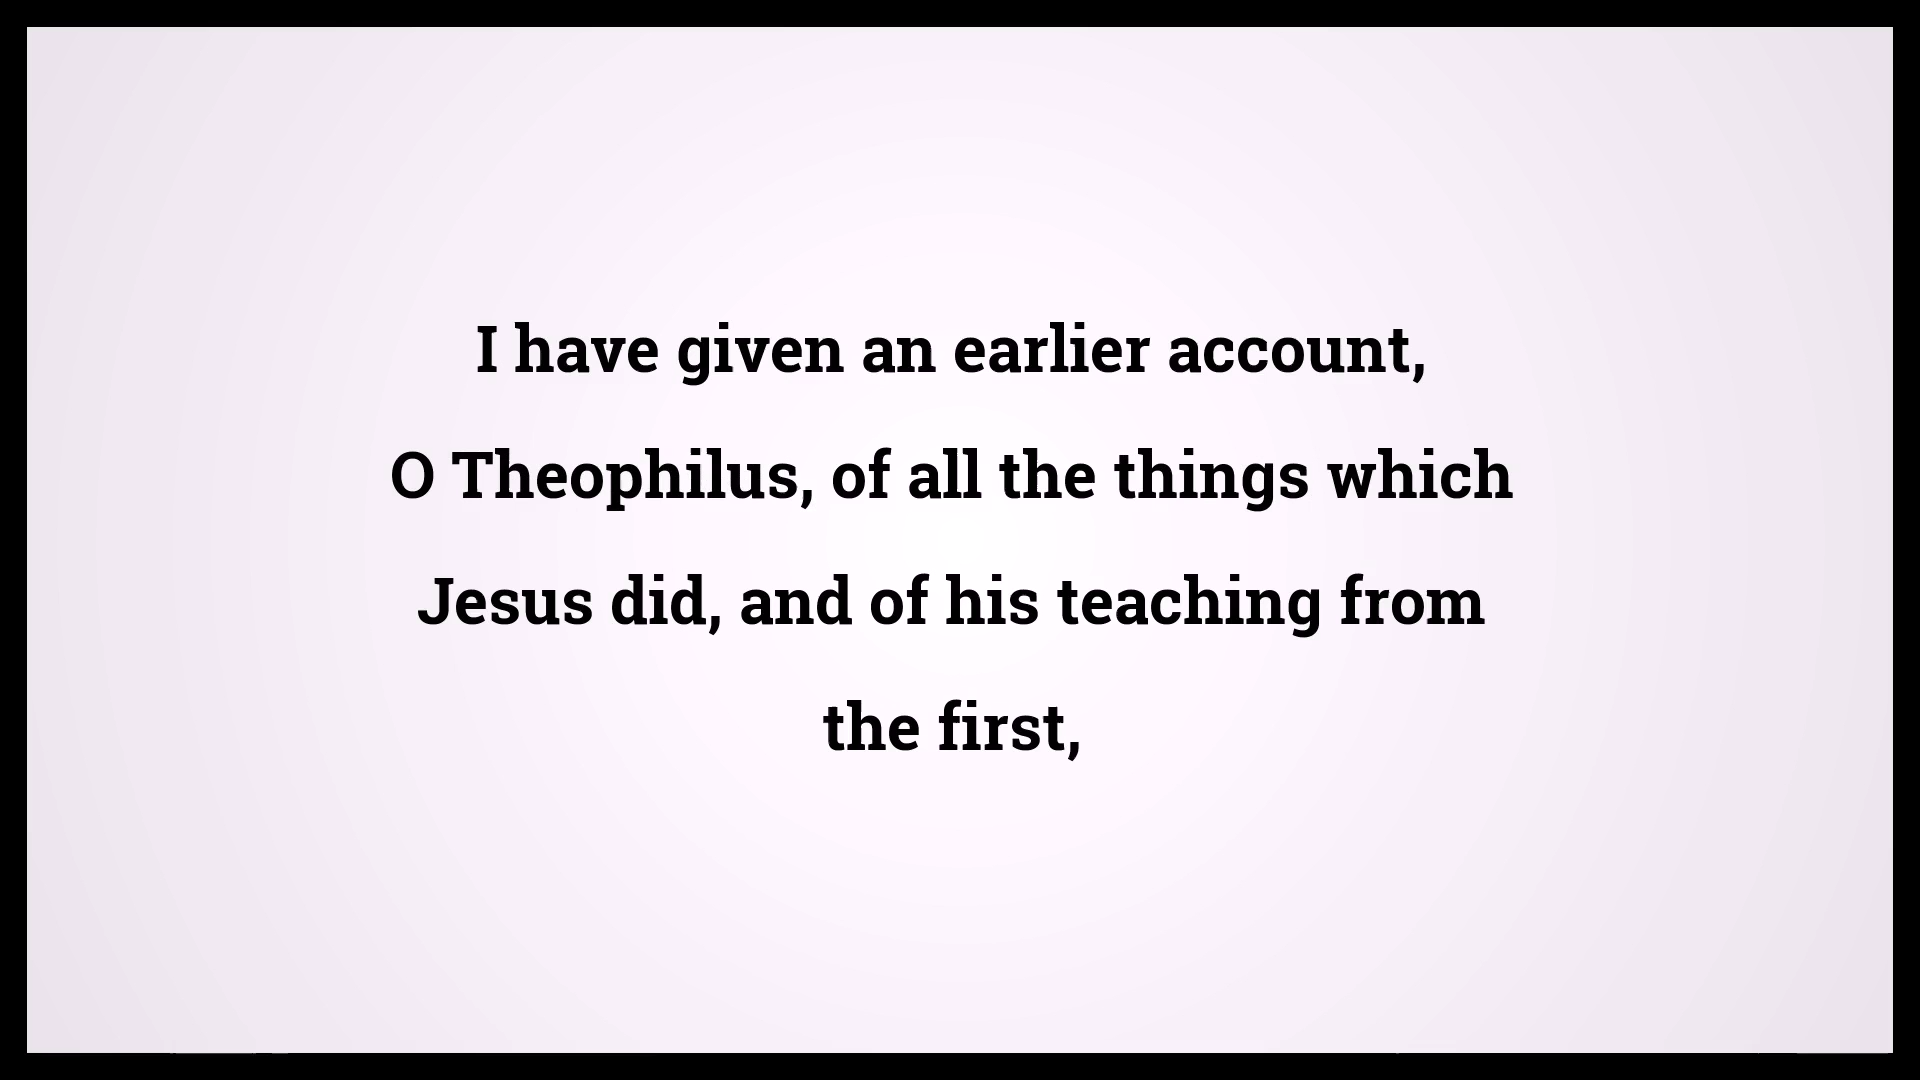 I have given an earlier account,
O Theophilus, of all the things which
Jesus did, and of his teaching from
the first,